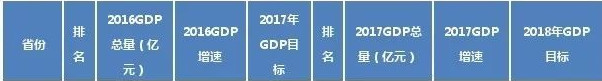 省份
排名
2016GDP
总量（亿
元）
2016GDP
增速
2017年
GDP目
标
排名
2017GDP总
量（亿元）
2017GDP
增速
2018年GDP
目标